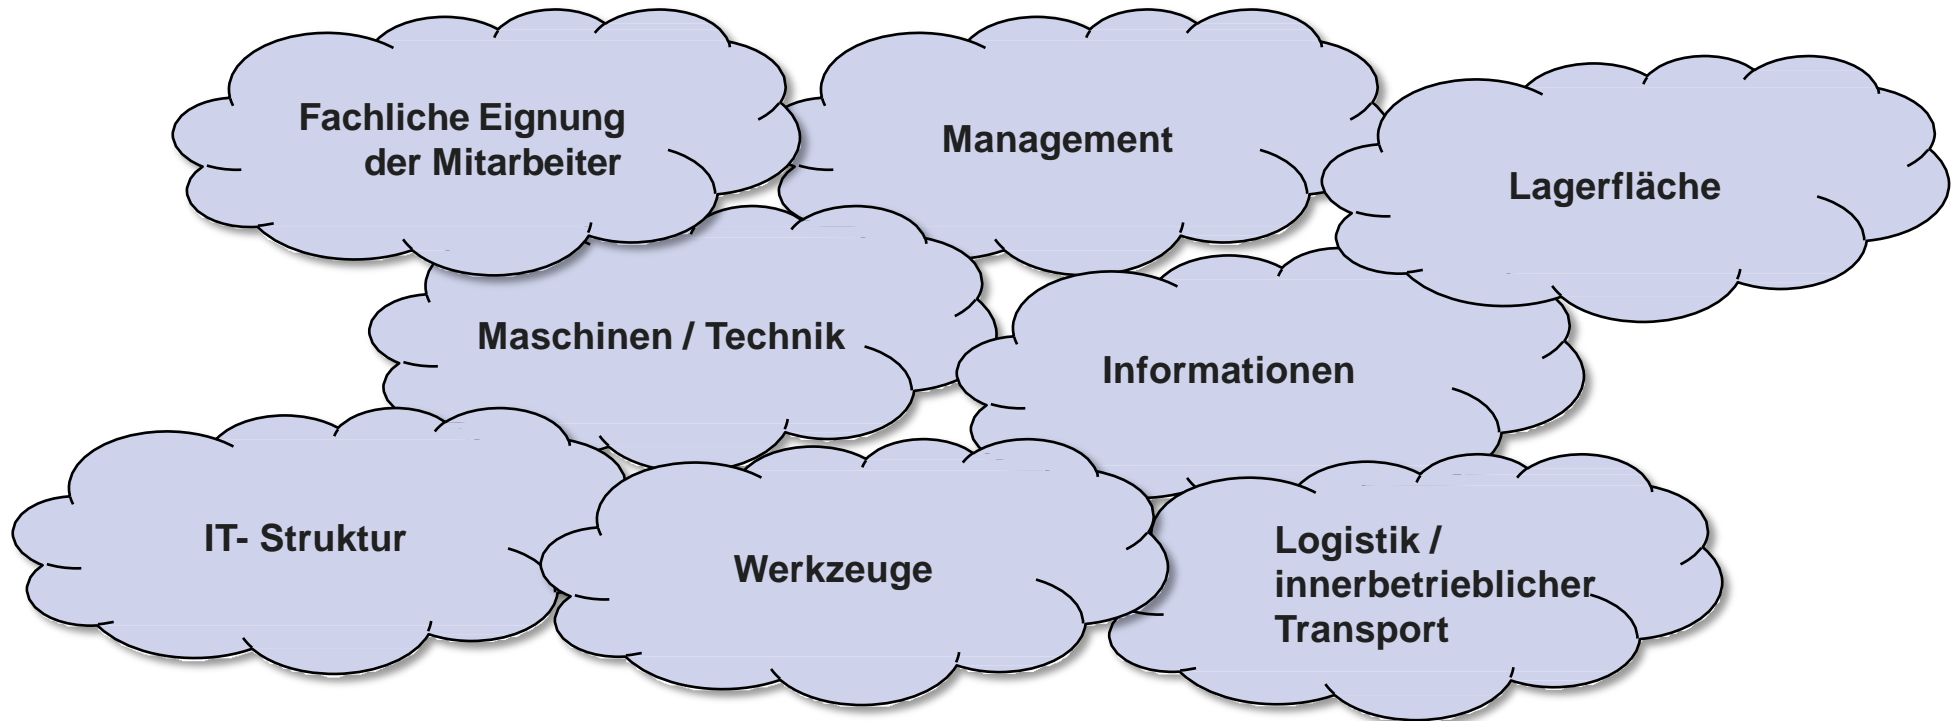 Fachliche Eignung
der Mitarbeiter
Management
Lagerfläche
Maschinen / Technik
Informationen
IT- Struktur
Werkzeuge
Logistik /
innerbetrieblicher
Transport